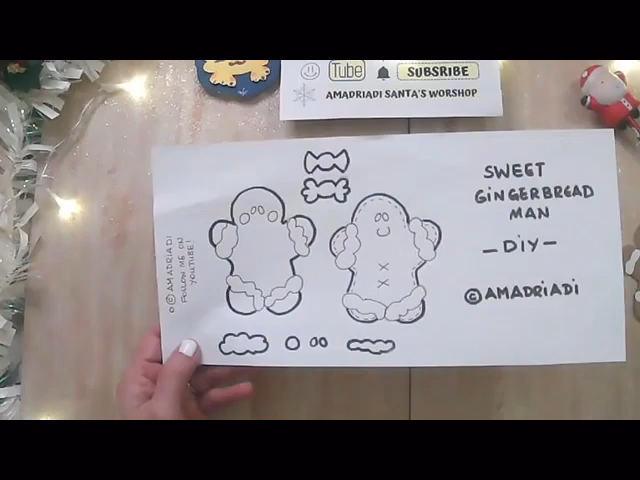 Tube
SUBSRIBE
AMADRIADI SANTA'S WORSHOP
SWEET
GiNGERBREAD
MAN
- DiY -
© AMADRiADi
© AMADRiADi
FOLLOW ME ON
YOUTUBE!